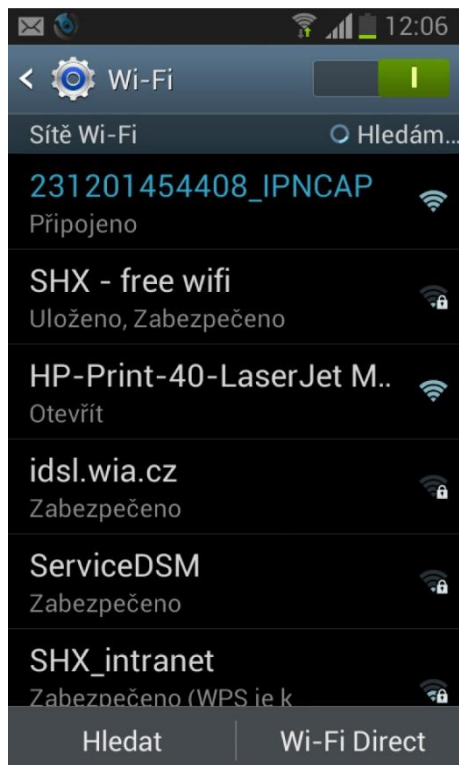 12:06
Wi-Fi
Sítě Wi-Fi Hledám...
231201454408_IPNCAP
Připojeno
SHX - free wifi
Uloženo, Zabezpečeno
HP-Print-40-LaserJet M..
Otevřít
idsl.wia.cz
Zabezpečeno
ServiceDSM
Zabezpečeno
SHX_intranet
Zabezpečeno (WPS je k
Hledat Wi-Fi Direct